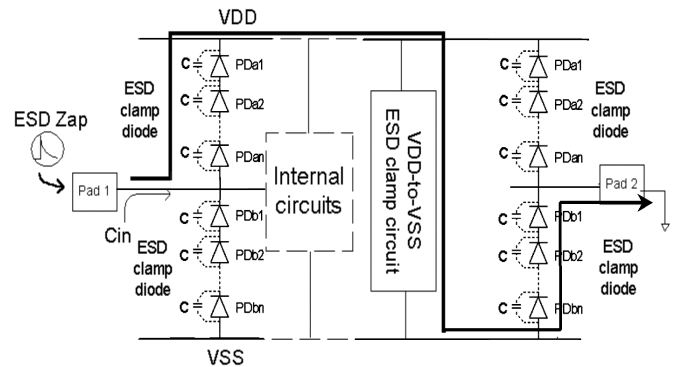 VDD
ESD
clamp
diode
C
PDa1
C
PDa2
C
PDan
ESD Zap
Pad 1
Cin
ESD
clamp
diode
C
PDb1
C
PDb2
C
PDbn
Internal
circuits
VDD-to-VSS
ESD clamp circuit
C
PDa1
C
PDa2
C
PDan
ESD
clamp
diode
Pad 2
C
PDb1
C
PDb2
C
PDbn
ESD
clamp
diode
VSS